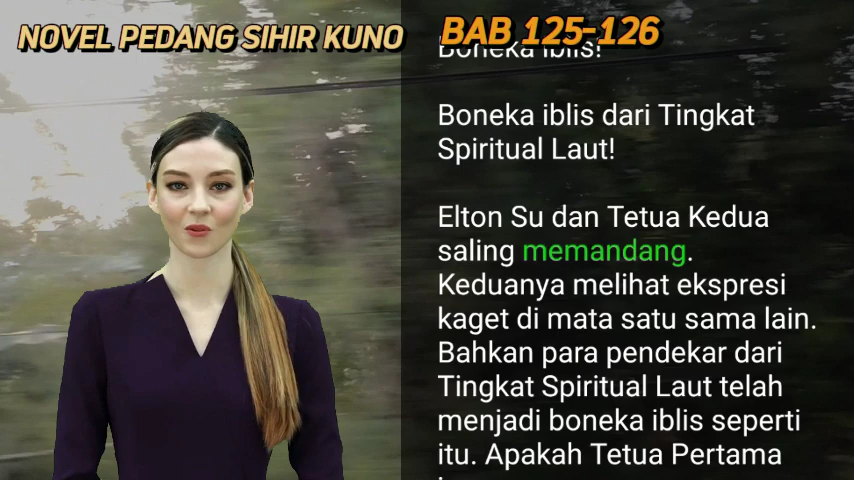 NOVEL PEDANG SIHIR KUNO
BAB 125-126
Boneka iblis!
Boneka iblis dari Tingkat
Spiritual Laut!
Elton Su dan Tetua Kedua
saling memandang.
Keduanya melihat ekspresi
kaget di mata satu sama lain.
Bahkan para pendekar dari
Tingkat Spiritual Laut telah
menjadi boneka iblis seperti
itu. Apakah Tetua Pertama